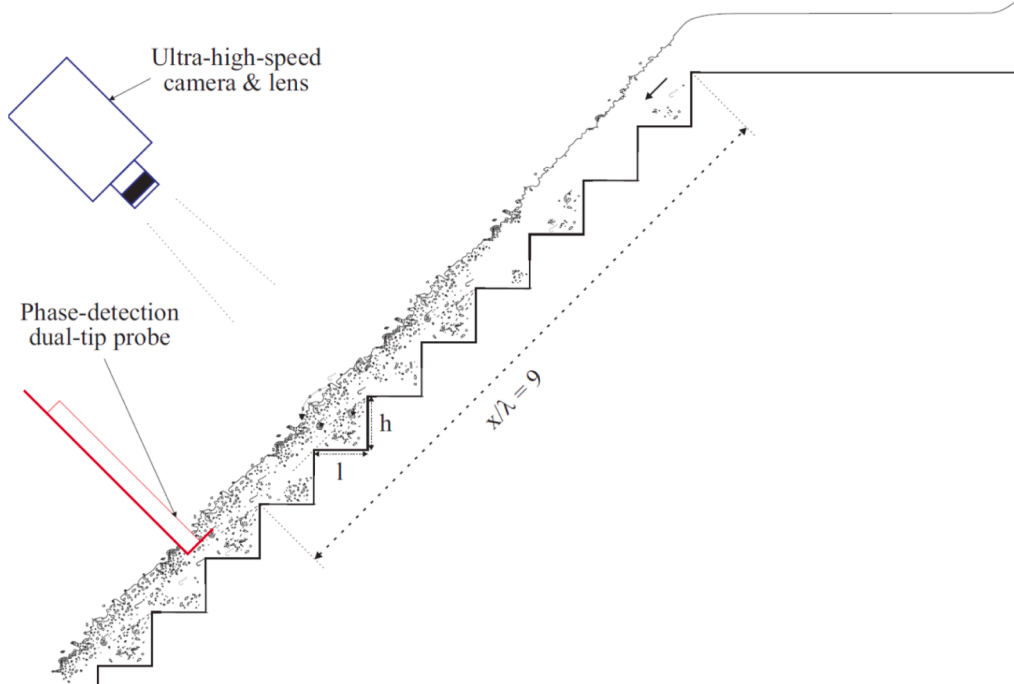 Ultra-high-speed
camera & lens
Phase-detection
dual-tip probe
h
l
x/λ = 9